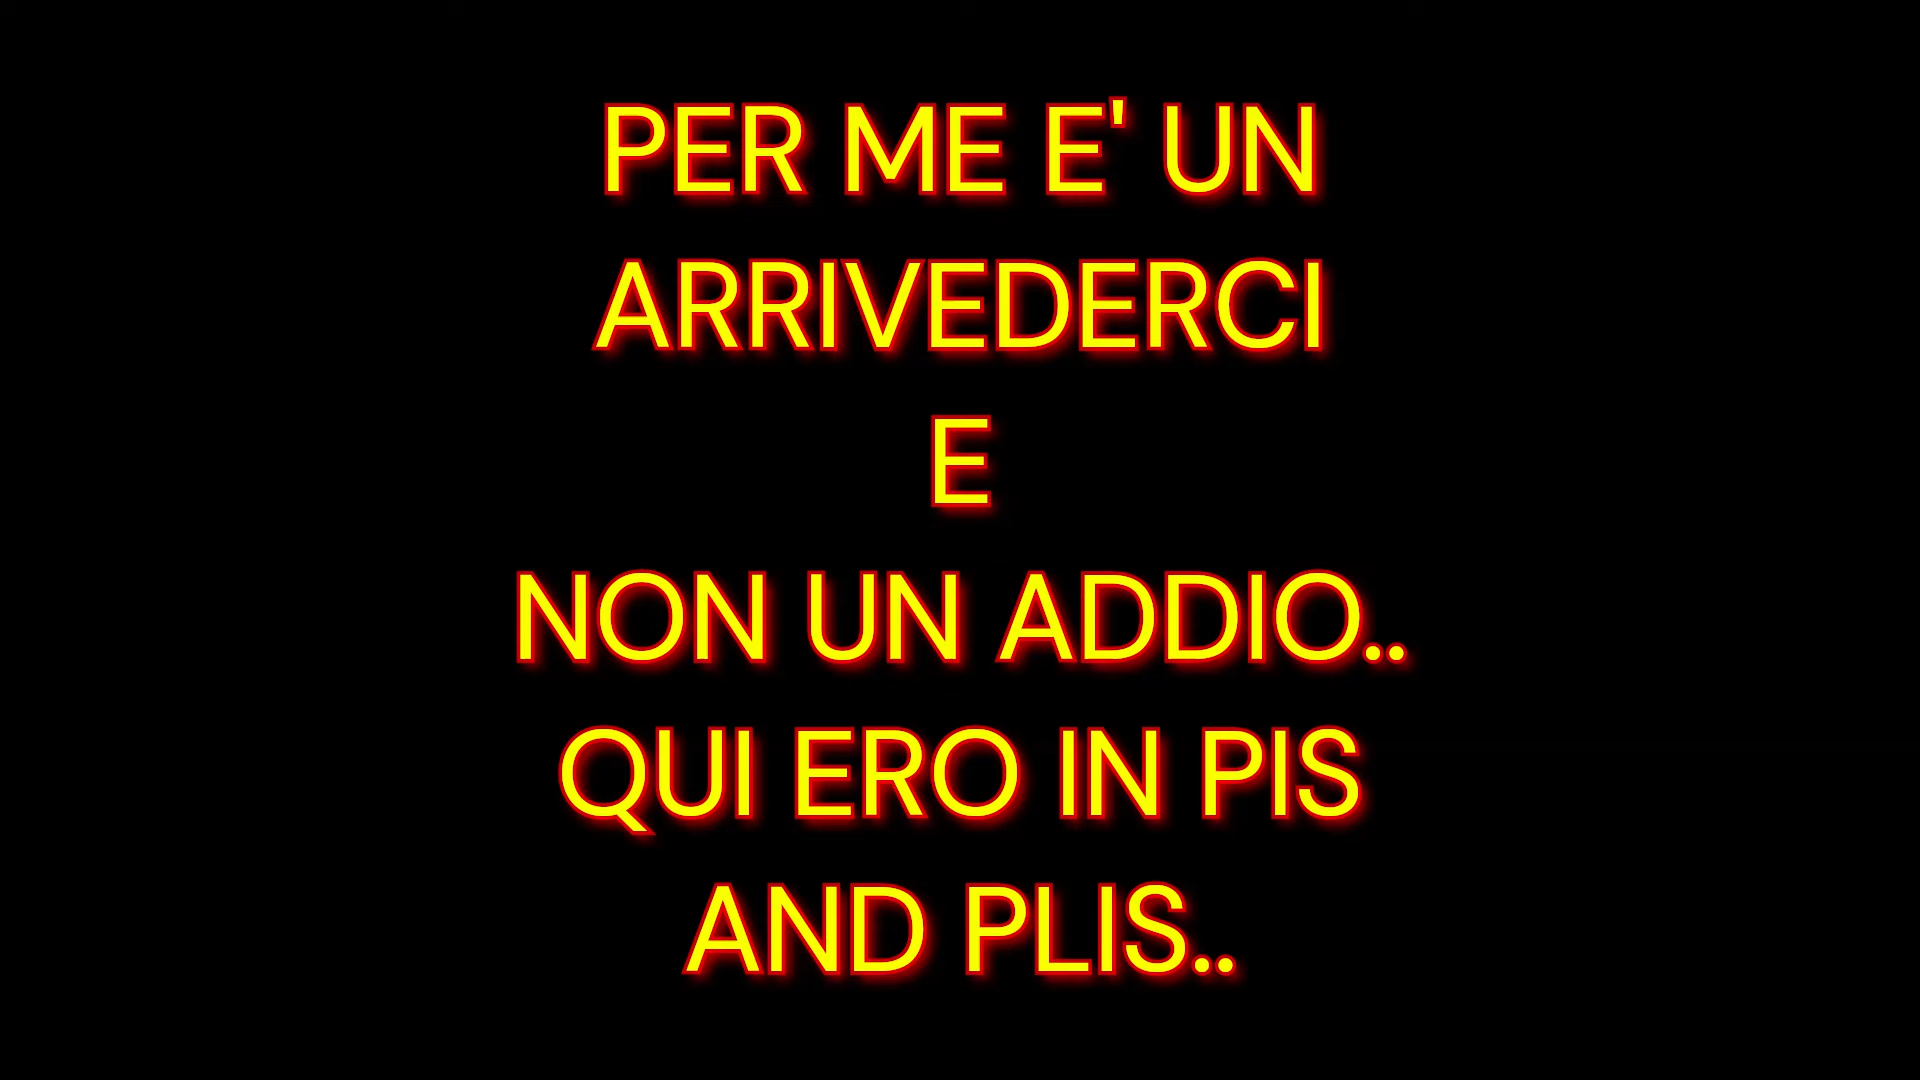 PER ME E' UN
ARRIVEDERCI
E
NON UN ADDIO..
QUI ERO IN PIS
AND PLIS..